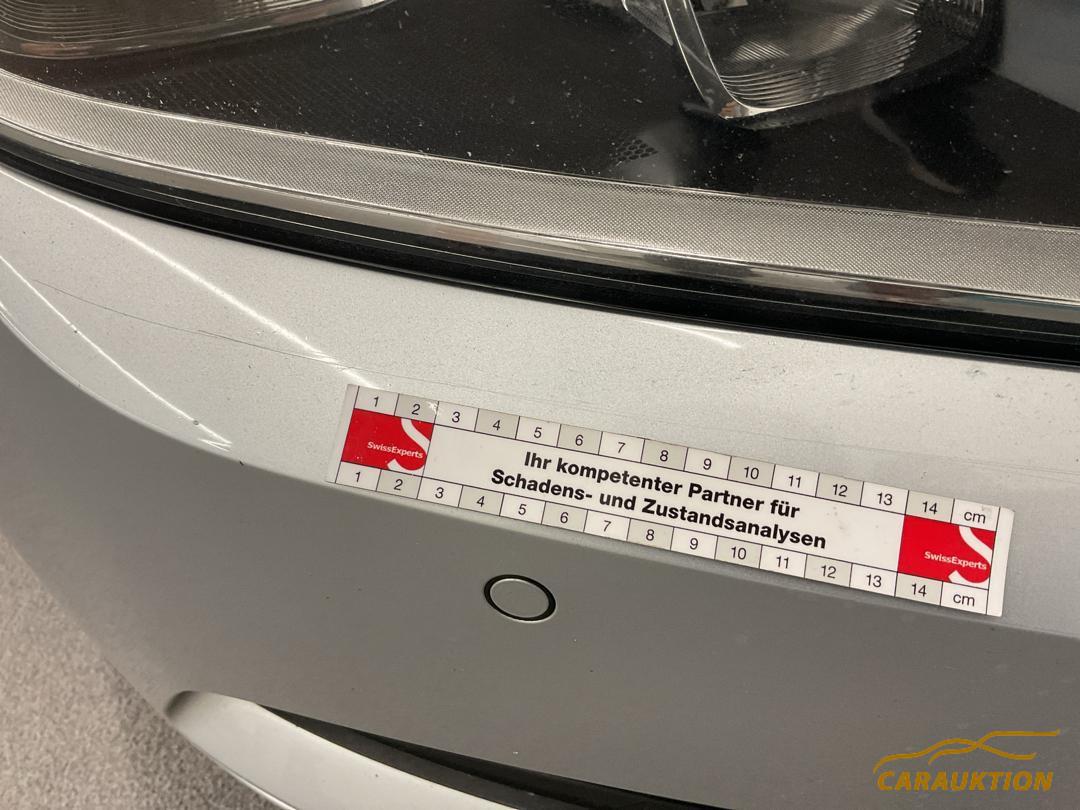 1 2 3 4 5 6 7 8 9 10 11 12 13 14 cm
SwissExperts
Ihr kompetenter Partner für
Schadens- und Zustandsanalysen
SwissExperts
1 2 3 4 5 6 7 8 9 10 11 12 13 14 cm
CARAUKTION